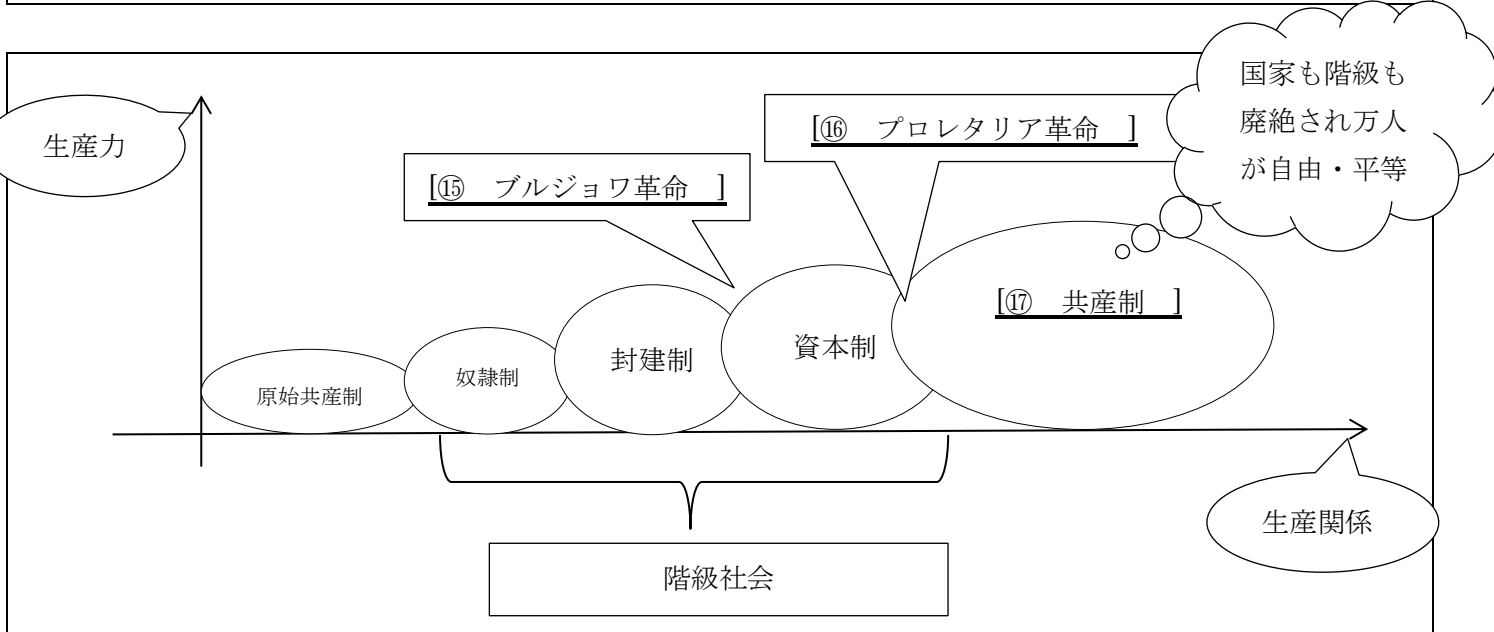 国家も階級も
廃絶され万人
が自由・平等
生産力
[⑯　プロレタリア革命　]
[⑮　ブルジョワ革命　]
[⑰　共産制　]
原始共産制
奴隷制
封建制
資本制
生産関係
階級社会